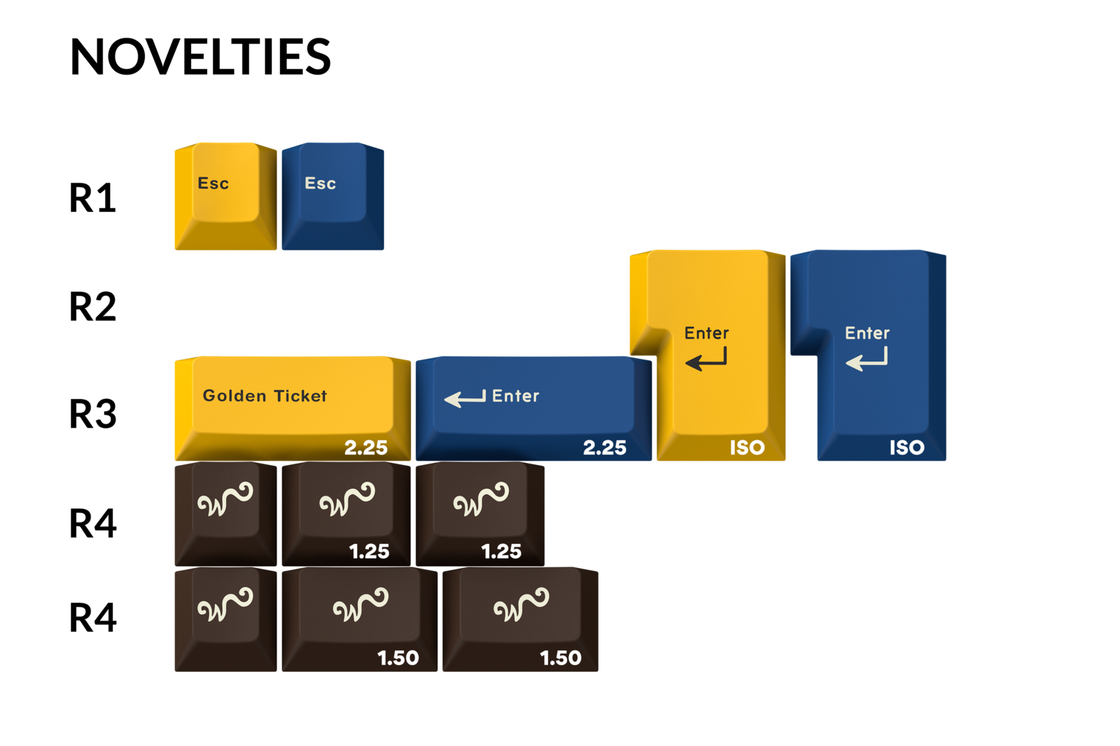 NOVELTIES
R1
Esc
Esc
R2
Enter
Enter
ISO
ISO
R3
Golden Ticket
2.25
Enter
2.25
R4
W
W
1.25
W
1.25
R4
W
W
1.50
W
1.50